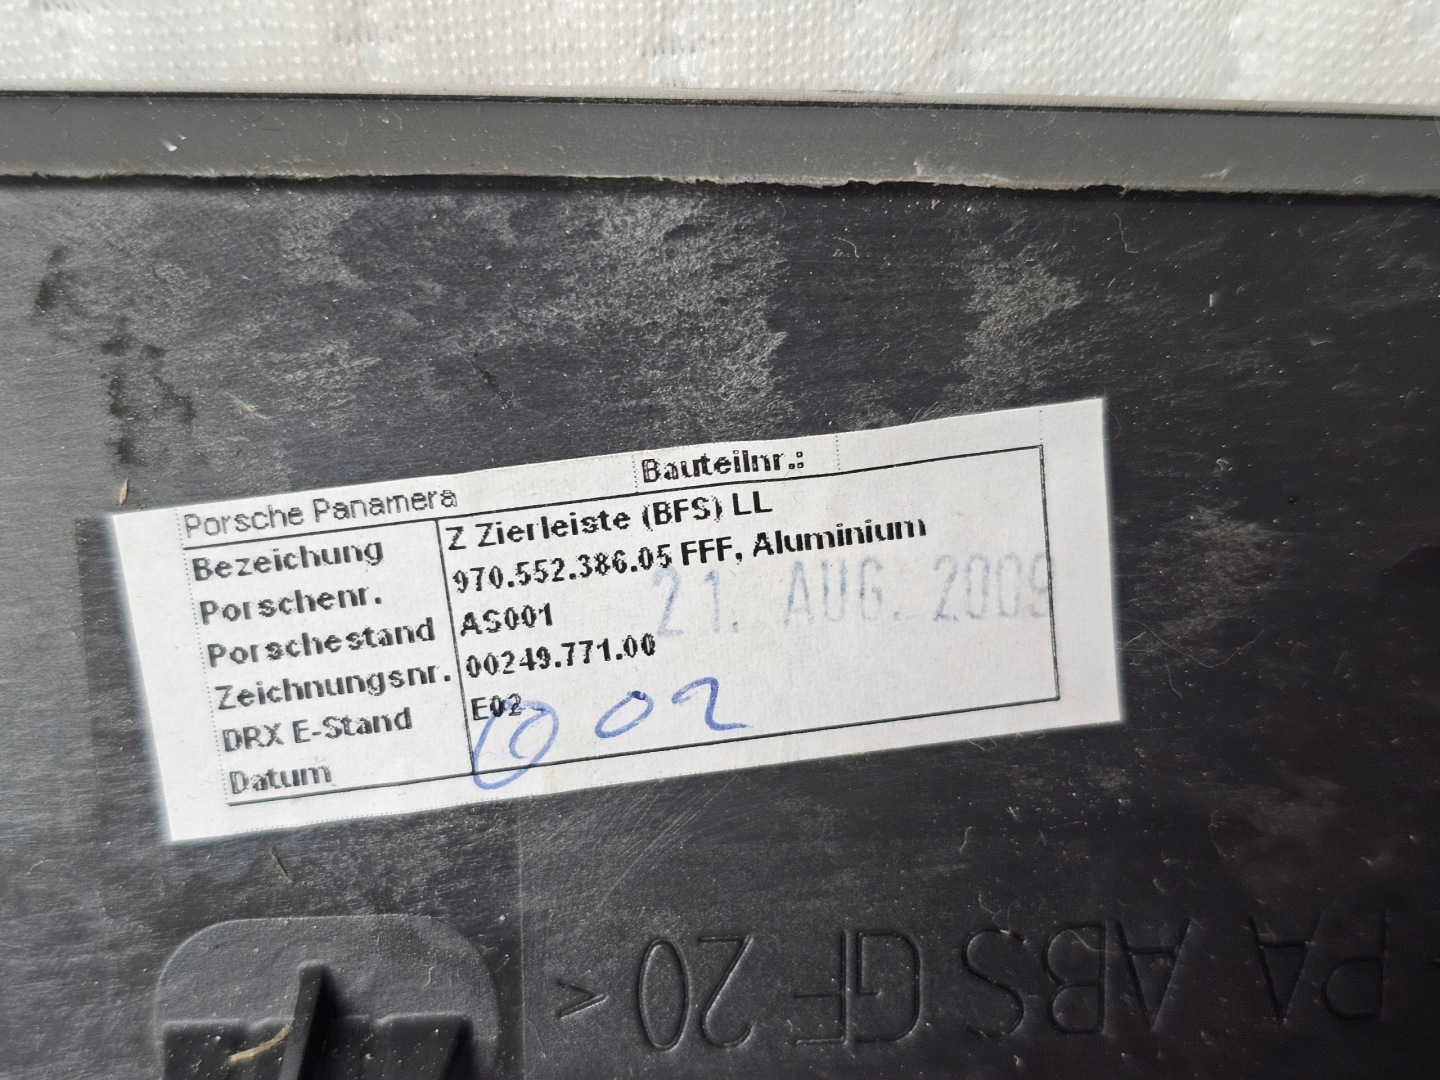 Porsche Panamera Bauteilnr.:
Bezeichung Z Zierleiste (BFS) LL
Porschenr. 970.552.386.05 FFF, Aluminium
Porschestand AS001
21. AUG. 2009
Zeichnungsnr. 00249.771.00
DRX E-Stand E02
002
Datum
PA ABS GF 20 <